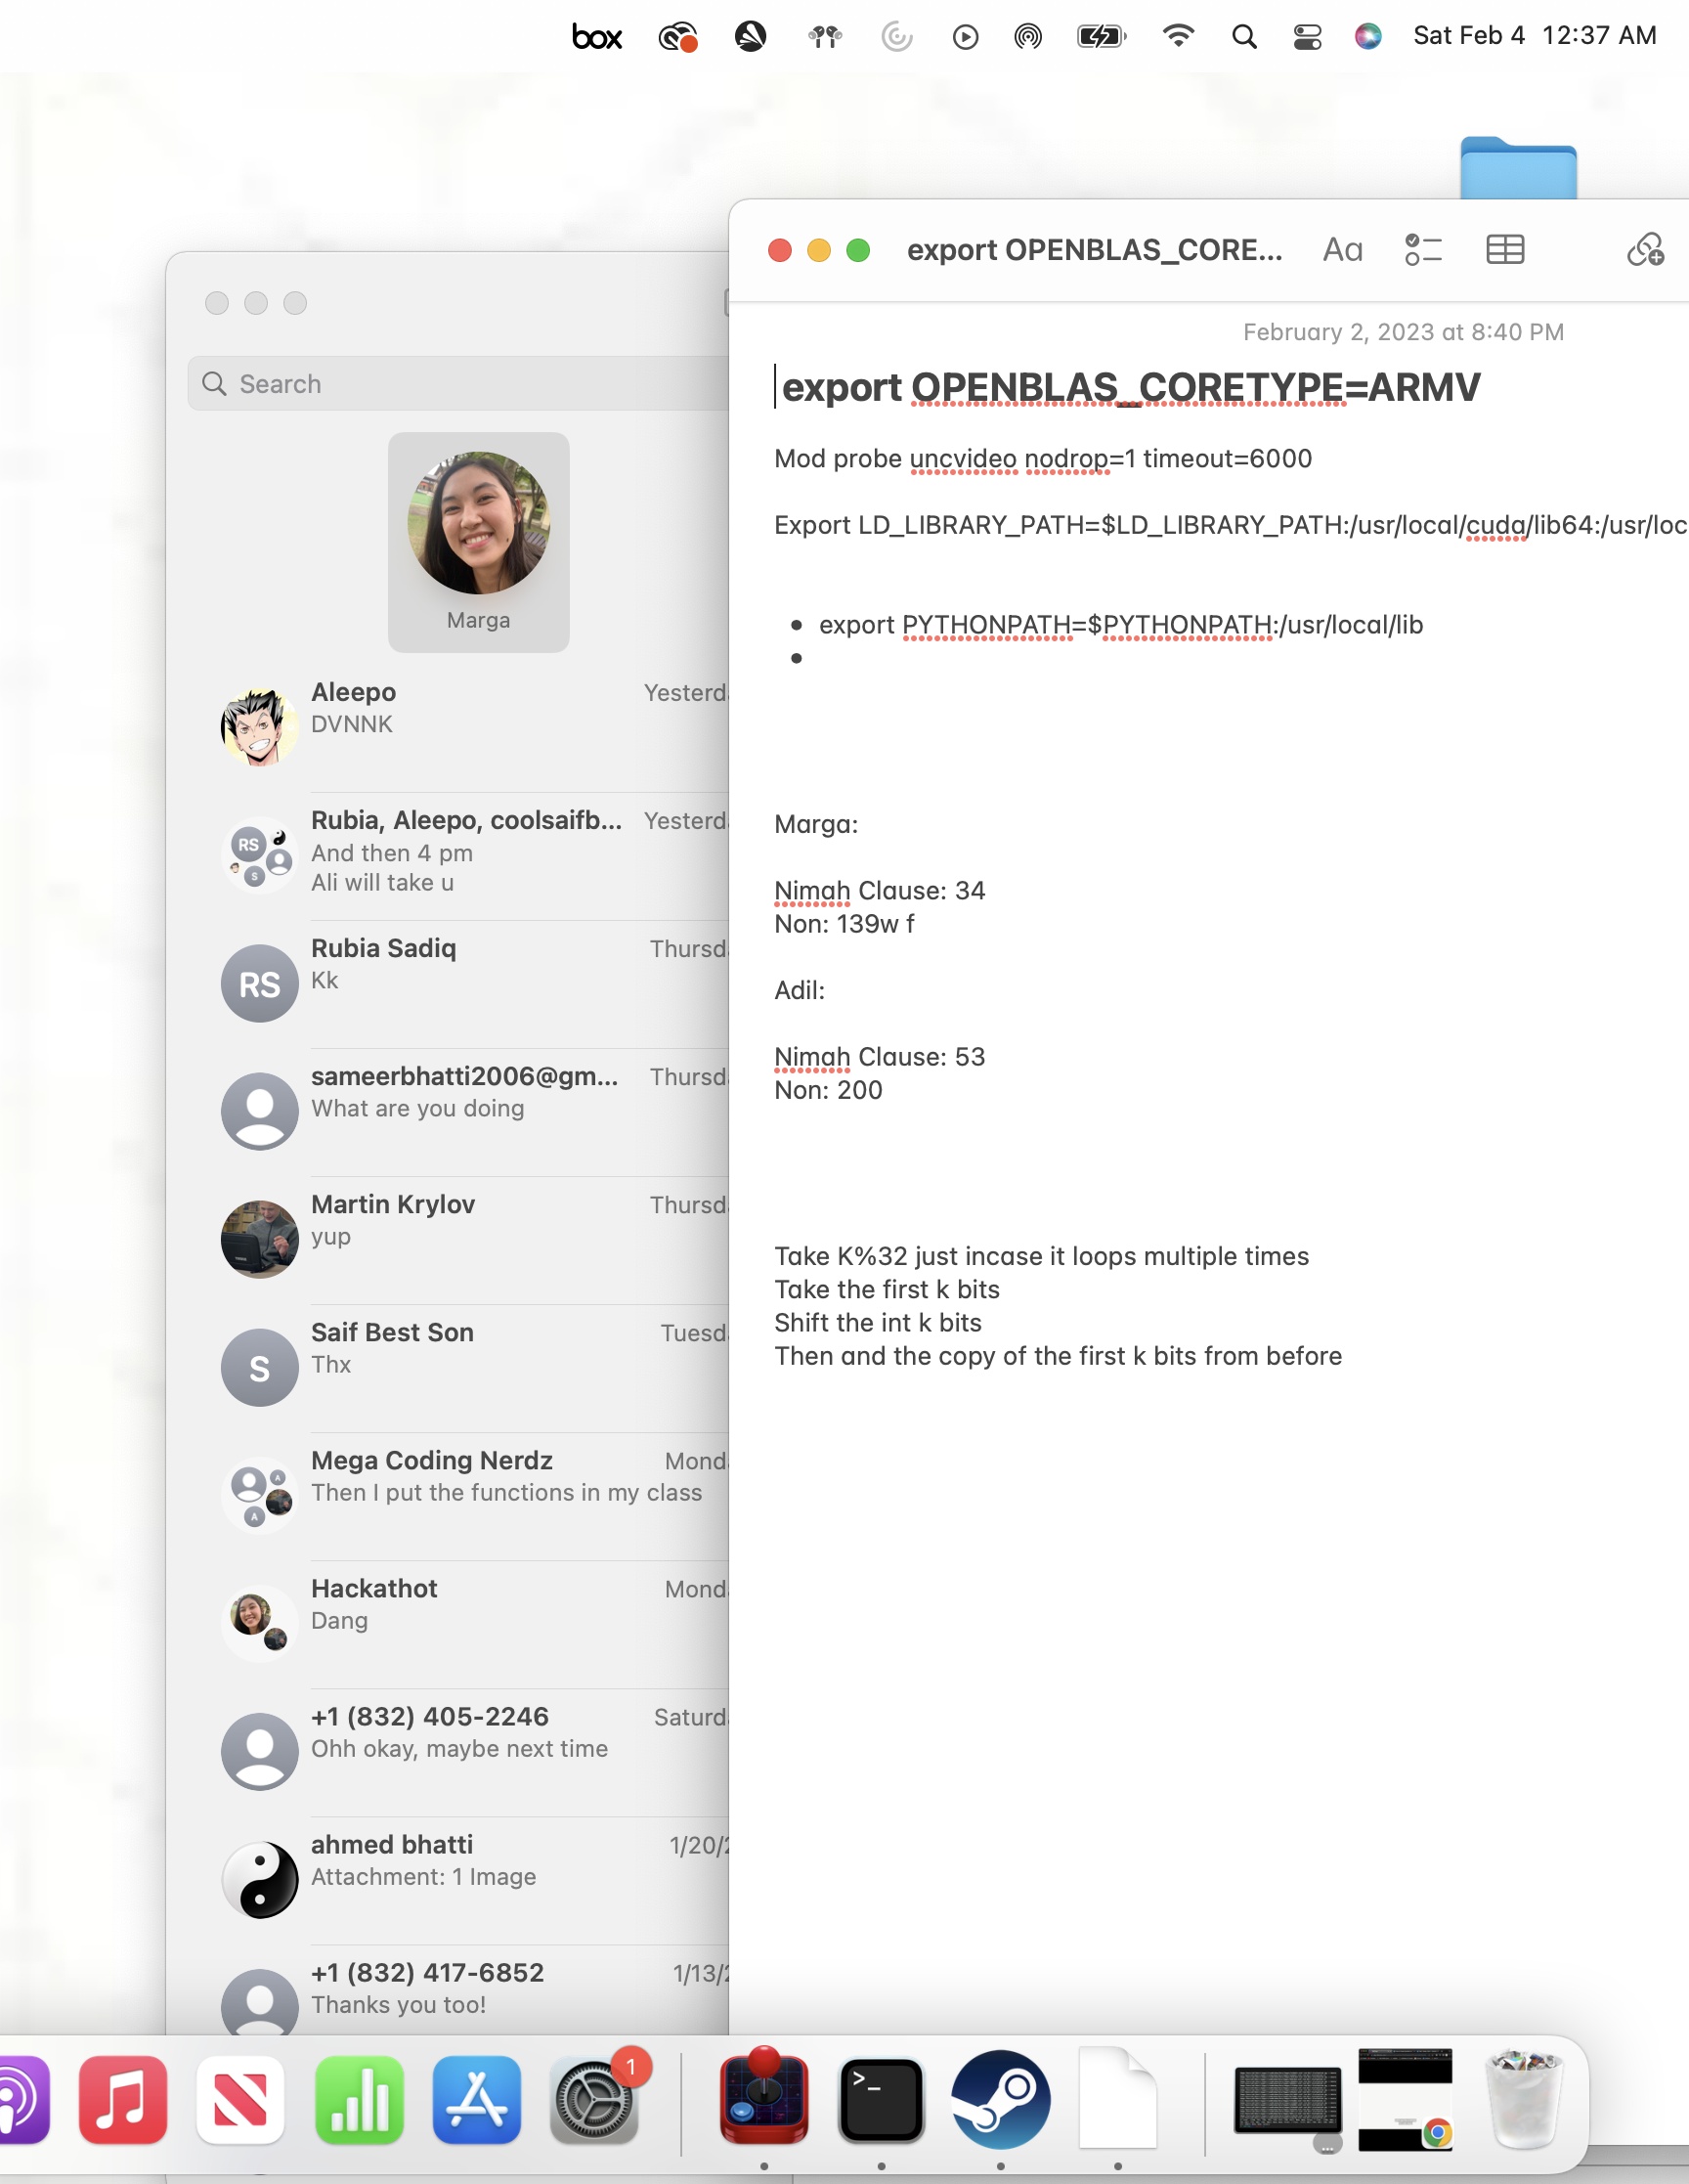 box
Sat Feb 4 12:37 AM
Search
Marga
Aleepo
DVNNK
Rubia, Aleepo, coolsaifb...
And then 4 pm
Ali will take u
Rubia Sadiq
RS
Kk
sameerbhatti2006@gm...
What are you doing
Martin Krylov
yup
Saif Best Son
S
Thx
Mega Coding Nerdz
Mond
Then I put the functions in my class
Hackathot
Mond
Dang
+1 (832) 405-2246
Saturd
Ohh okay, maybe next time
ahmed bhatti
1/20/2
Attachment: 1 Image
+1 (832) 417-6852
1/13/2
Thanks you too!
export OPENBLAS_CORE...
Aa
February 2, 2023 at 8:40 PM
export OPENBLAS_CORETYPE=ARMV
Mod probe uncvideo nodrop=1 timeout=6000
Export LD_LIBRARY_PATH=$LD_LIBRARY_PATH:/usr/local/cuda/lib64:/usr/loc
• export PYTHONPATH=$PYTHONPATH:/usr/local/lib
•
Marga:
Nimah Clause: 34
Non: 139w f
Adil:
Nimah Clause: 53
Non: 200
Take K%32 just incase it loops multiple times
Take the first k bits
Shift the int k bits
Then and the copy of the first k bits from before
1